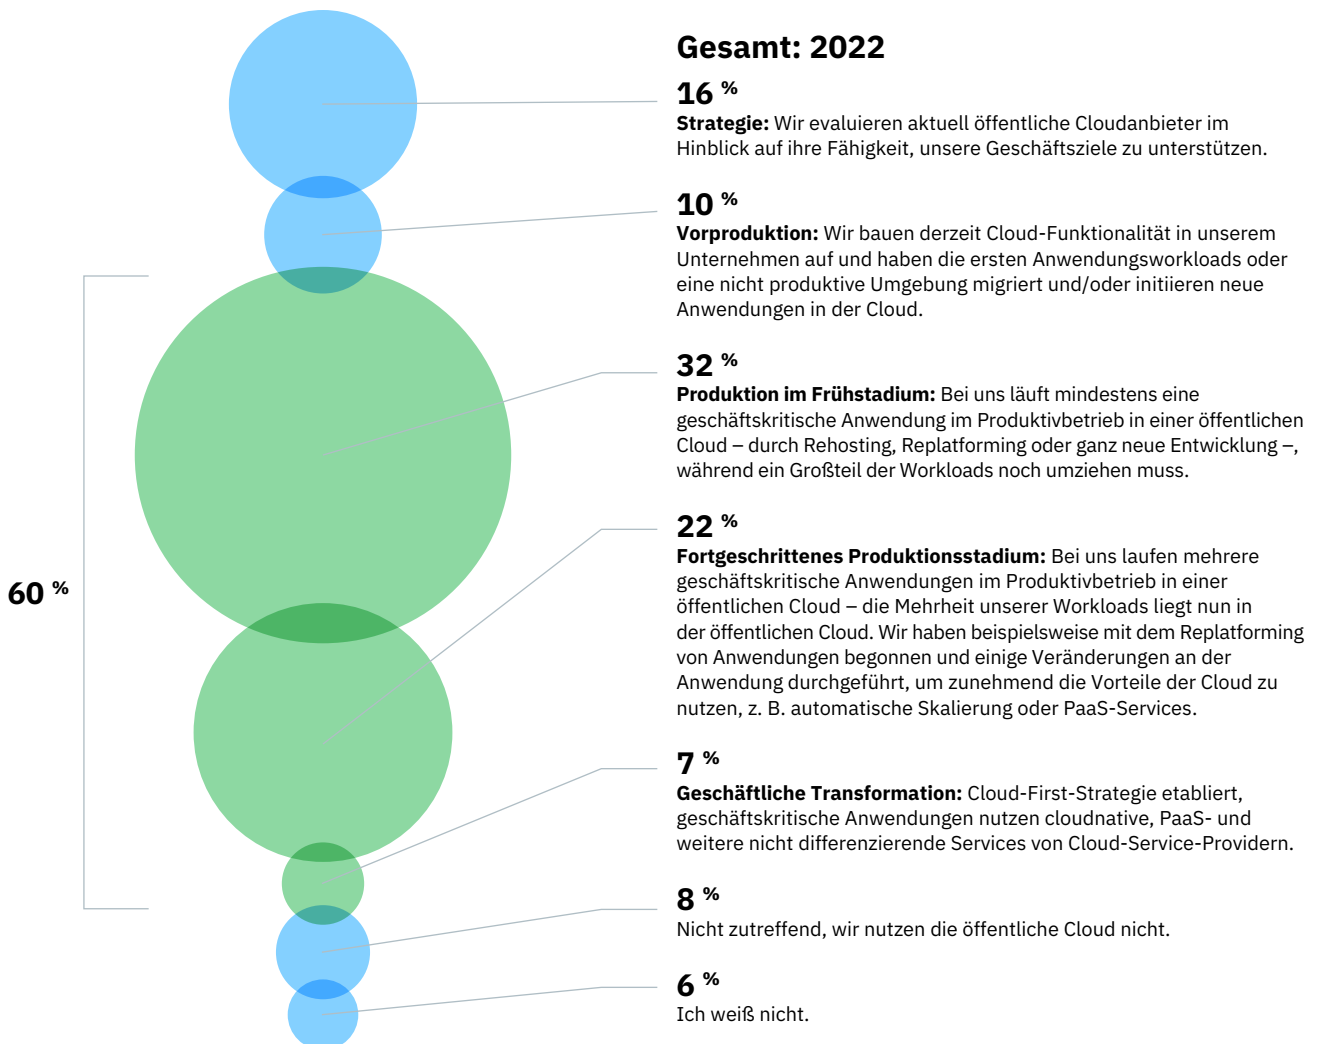 Gesamt: 2022
16 %
Strategie: Wir evaluieren aktuell öffentliche Cloudanbieter im
Hinblick auf ihre Fähigkeit, unsere Geschäftsziele zu unterstützen.
10 %
Vorproduktion: Wir bauen derzeit Cloud-Funktionalität in unserem
Unternehmen auf und haben die ersten Anwendungsworkloads oder
eine nicht produktive Umgebung migriert und/oder initiieren neue
Anwendungen in der Cloud.
32 %
Produktion im Frühstadium: Bei uns läuft mindestens eine
geschäftskritische Anwendung im Produktivbetrieb in einer öffentlichen
Cloud – durch Rehosting, Replatforming oder ganz neue Entwicklung –,
während ein Großteil der Workloads noch umziehen muss.
22 %
Fortgeschrittenes Produktionsstadium: Bei uns laufen mehrere
geschäftskritische Anwendungen im Produktivbetrieb in einer
öffentlichen Cloud – die Mehrheit unserer Workloads liegt nun in
der öffentlichen Cloud. Wir haben beispielsweise mit dem Replatforming
von Anwendungen begonnen und einige Veränderungen an der
Anwendung durchgeführt, um zunehmend die Vorteile der Cloud zu
nutzen, z. B. automatische Skalierung oder PaaS-Services.
60 %
7 %
Geschäftliche Transformation: Cloud-First-Strategie etabliert,
geschäftskritische Anwendungen nutzen cloudnative, PaaS- und
weitere nicht differenzierende Services von Cloud-Service-Providern.
8 %
Nicht zutreffend, wir nutzen die öffentliche Cloud nicht.
6 %
Ich weiß nicht.